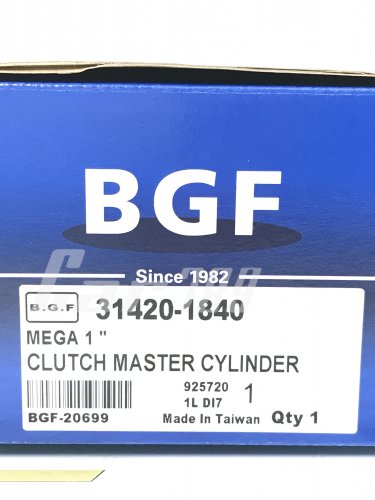 BGF
Since 1982
B.G.F 31420-1840
MEGA 1 "
CLUTCH MASTER CYLINDER
925720 1
1L DI7
BGF-20699 Made In Taiwan Qty 1